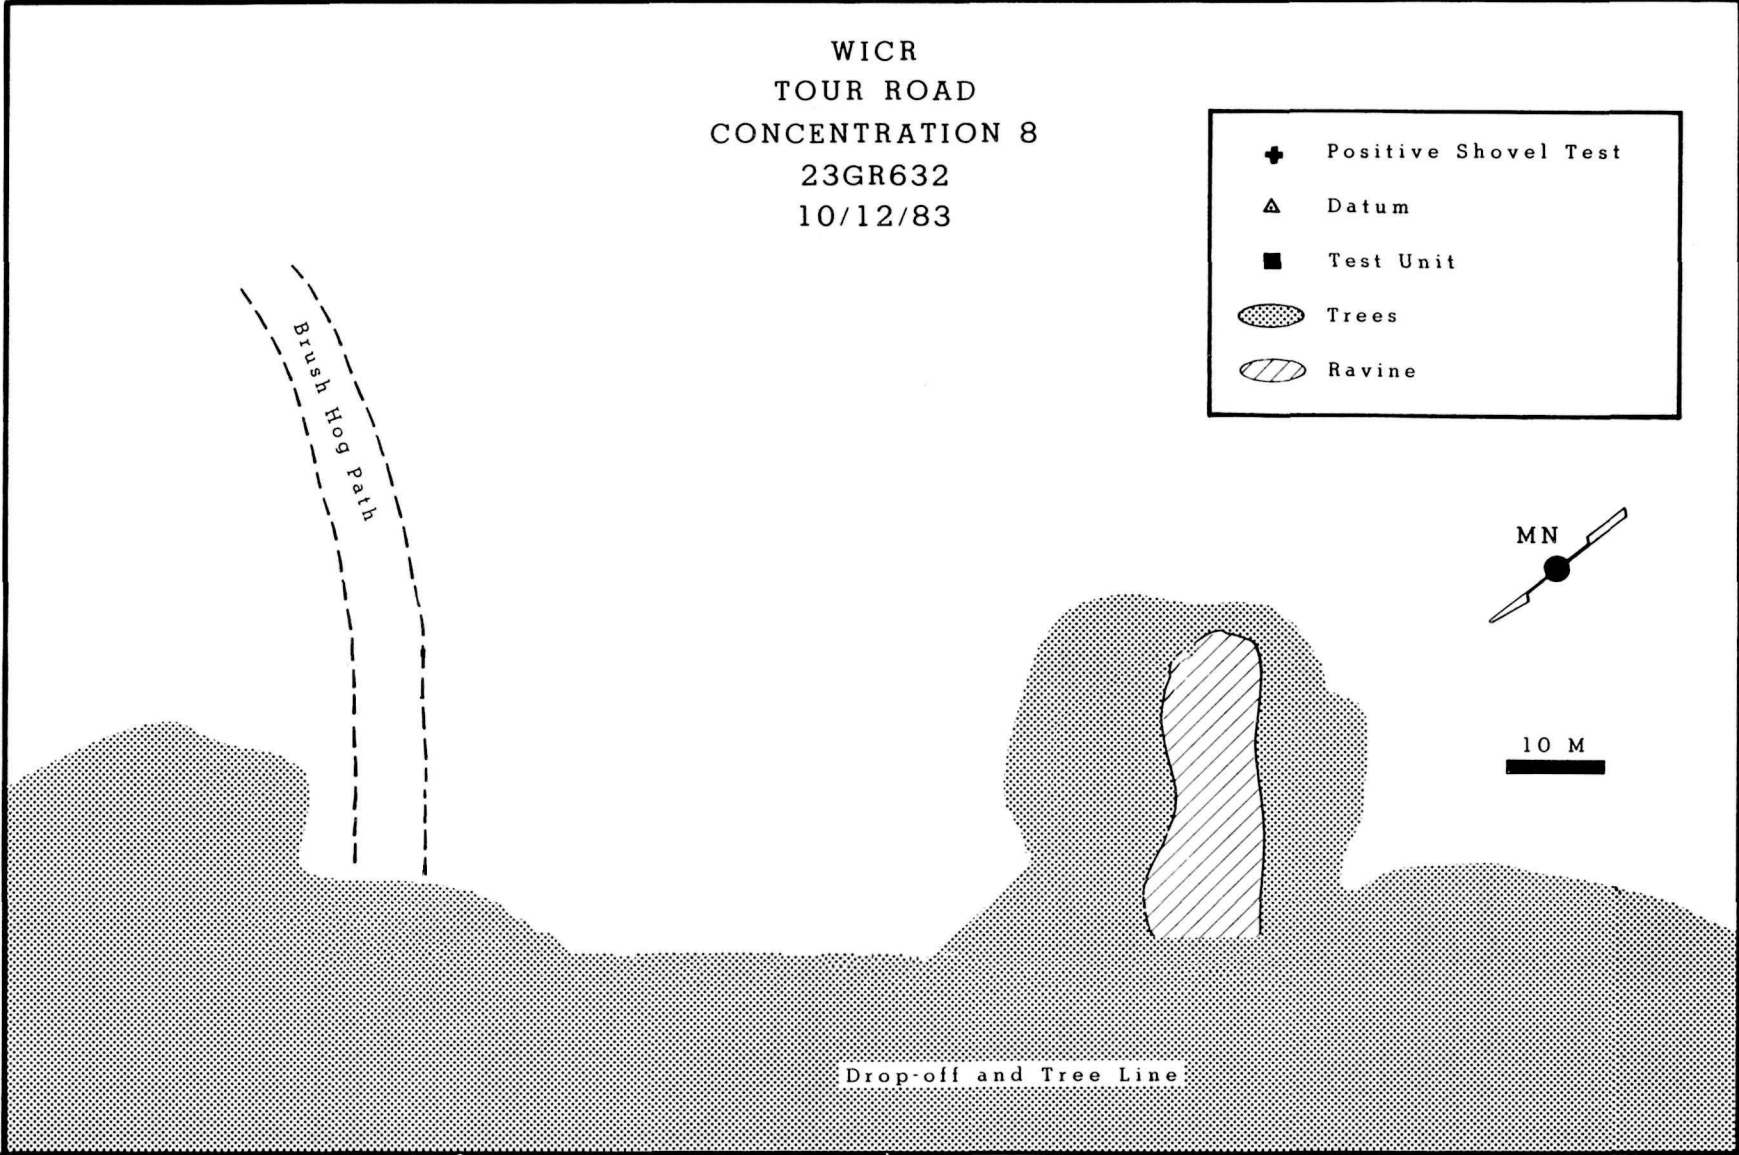 WICR
TOUR ROAD
CONCENTRATION 8
23GR632
10/12/83
Positive Shovel Test
Datum
Test Unit
Trees
Ravine
Brush Hog Path
MN
10 M
Drop-off and Tree Line